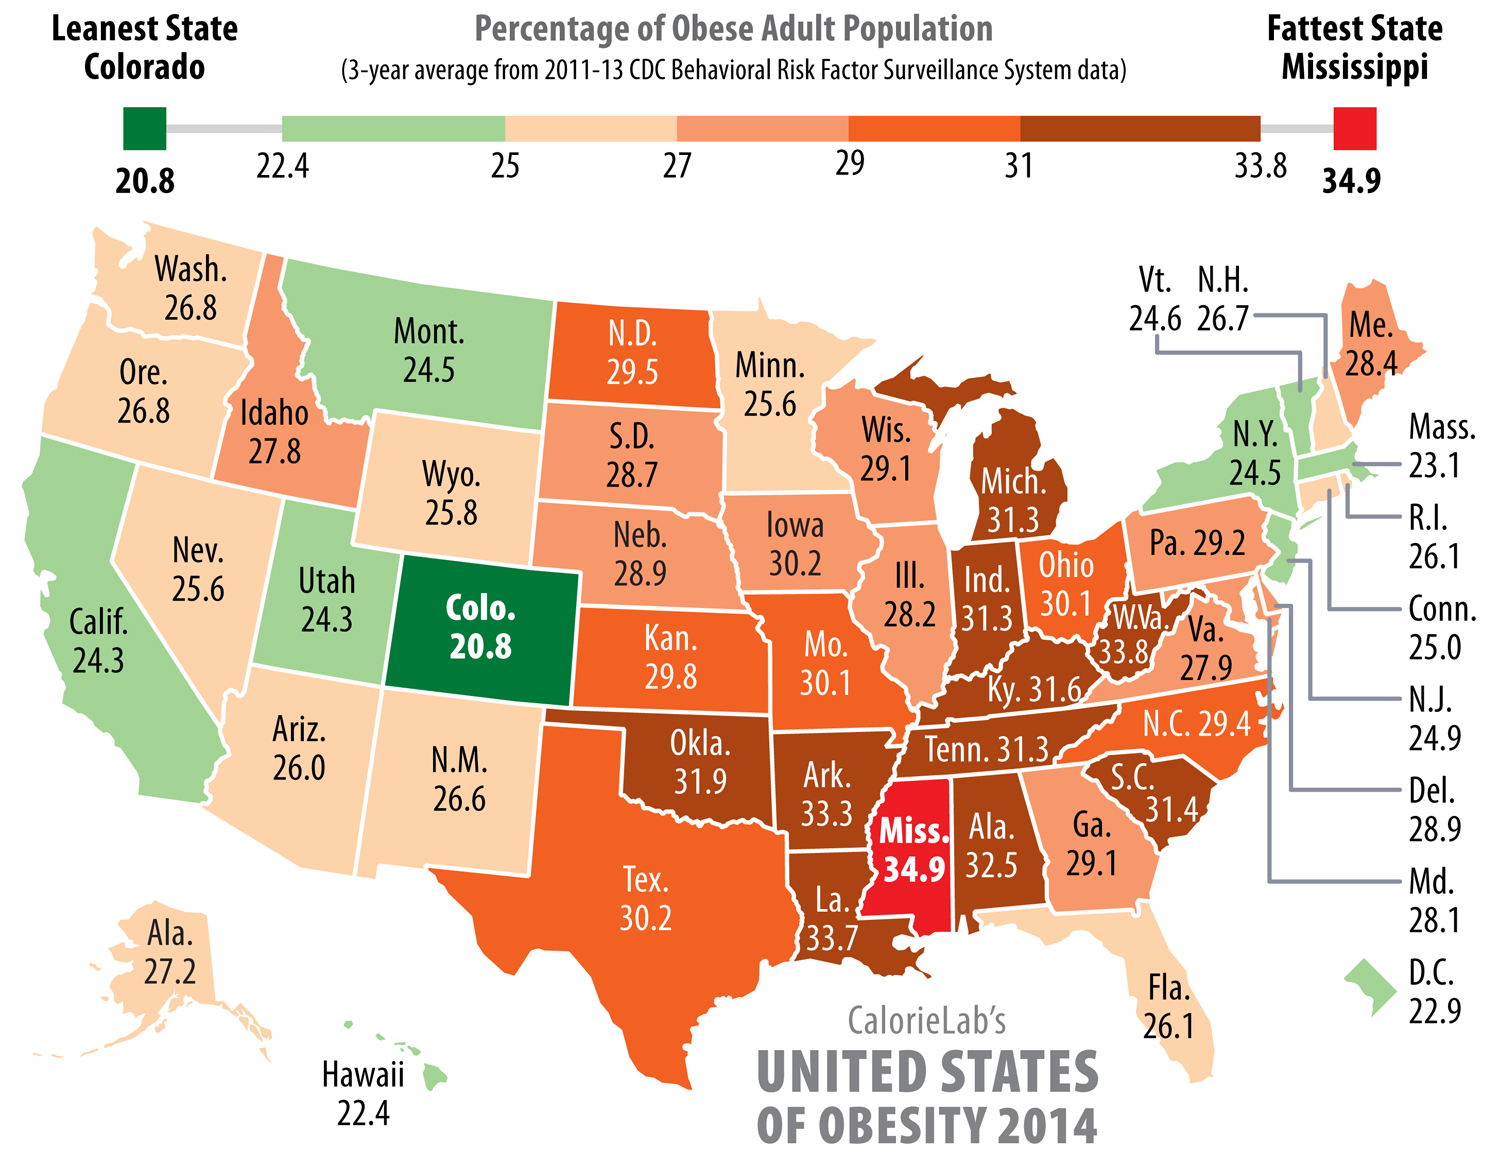 Leanest State
Colorado
Percentage of Obese Adult Population
(3-year average from 2011-13 CDC Behavioral Risk Factor Surveillance System data)
Fattest State
Mississippi
20.8
22.4
25
27
29
31
33.8
34.9
Wash.
26.8
Ore.
26.8
Idaho
27.8
Mont.
24.5
N.D.
29.5
Minn.
25.6
Vt.
24.6
N.H.
26.7
Me.
28.4
S.D.
28.7
Wis.
29.1
Mich.
31.3
N.Y.
24.5
Mass.
23.1
Wyo.
25.8
Nev.
25.6
Utah
24.3
Calif.
24.3
Colo.
20.8
Neb.
28.9
Iowa
30.2
Ill.
28.2
Ind.
31.3
Ohio
30.1
Pa. 29.2
R.I.
26.1
Conn.
25.0
W.Va.
33.8
Va.
27.9
Kan.
29.8
Mo.
30.1
Ky. 31.6
N.J.
24.9
Ariz.
26.0
N.M.
26.6
Okla.
31.9
Ark.
33.3
Tenn. 31.3
N.C. 29.4
S.C.
31.4
Del.
28.9
Tex.
30.2
La.
33.7
Miss.
34.9
Ala.
32.5
Ga.
29.1
Md.
28.1
Ala.
27.2
Hawaii
22.4
Fla.
26.1
D.C.
22.9
CalorieLab's
UNITED STATES
OF OBESITY 2014